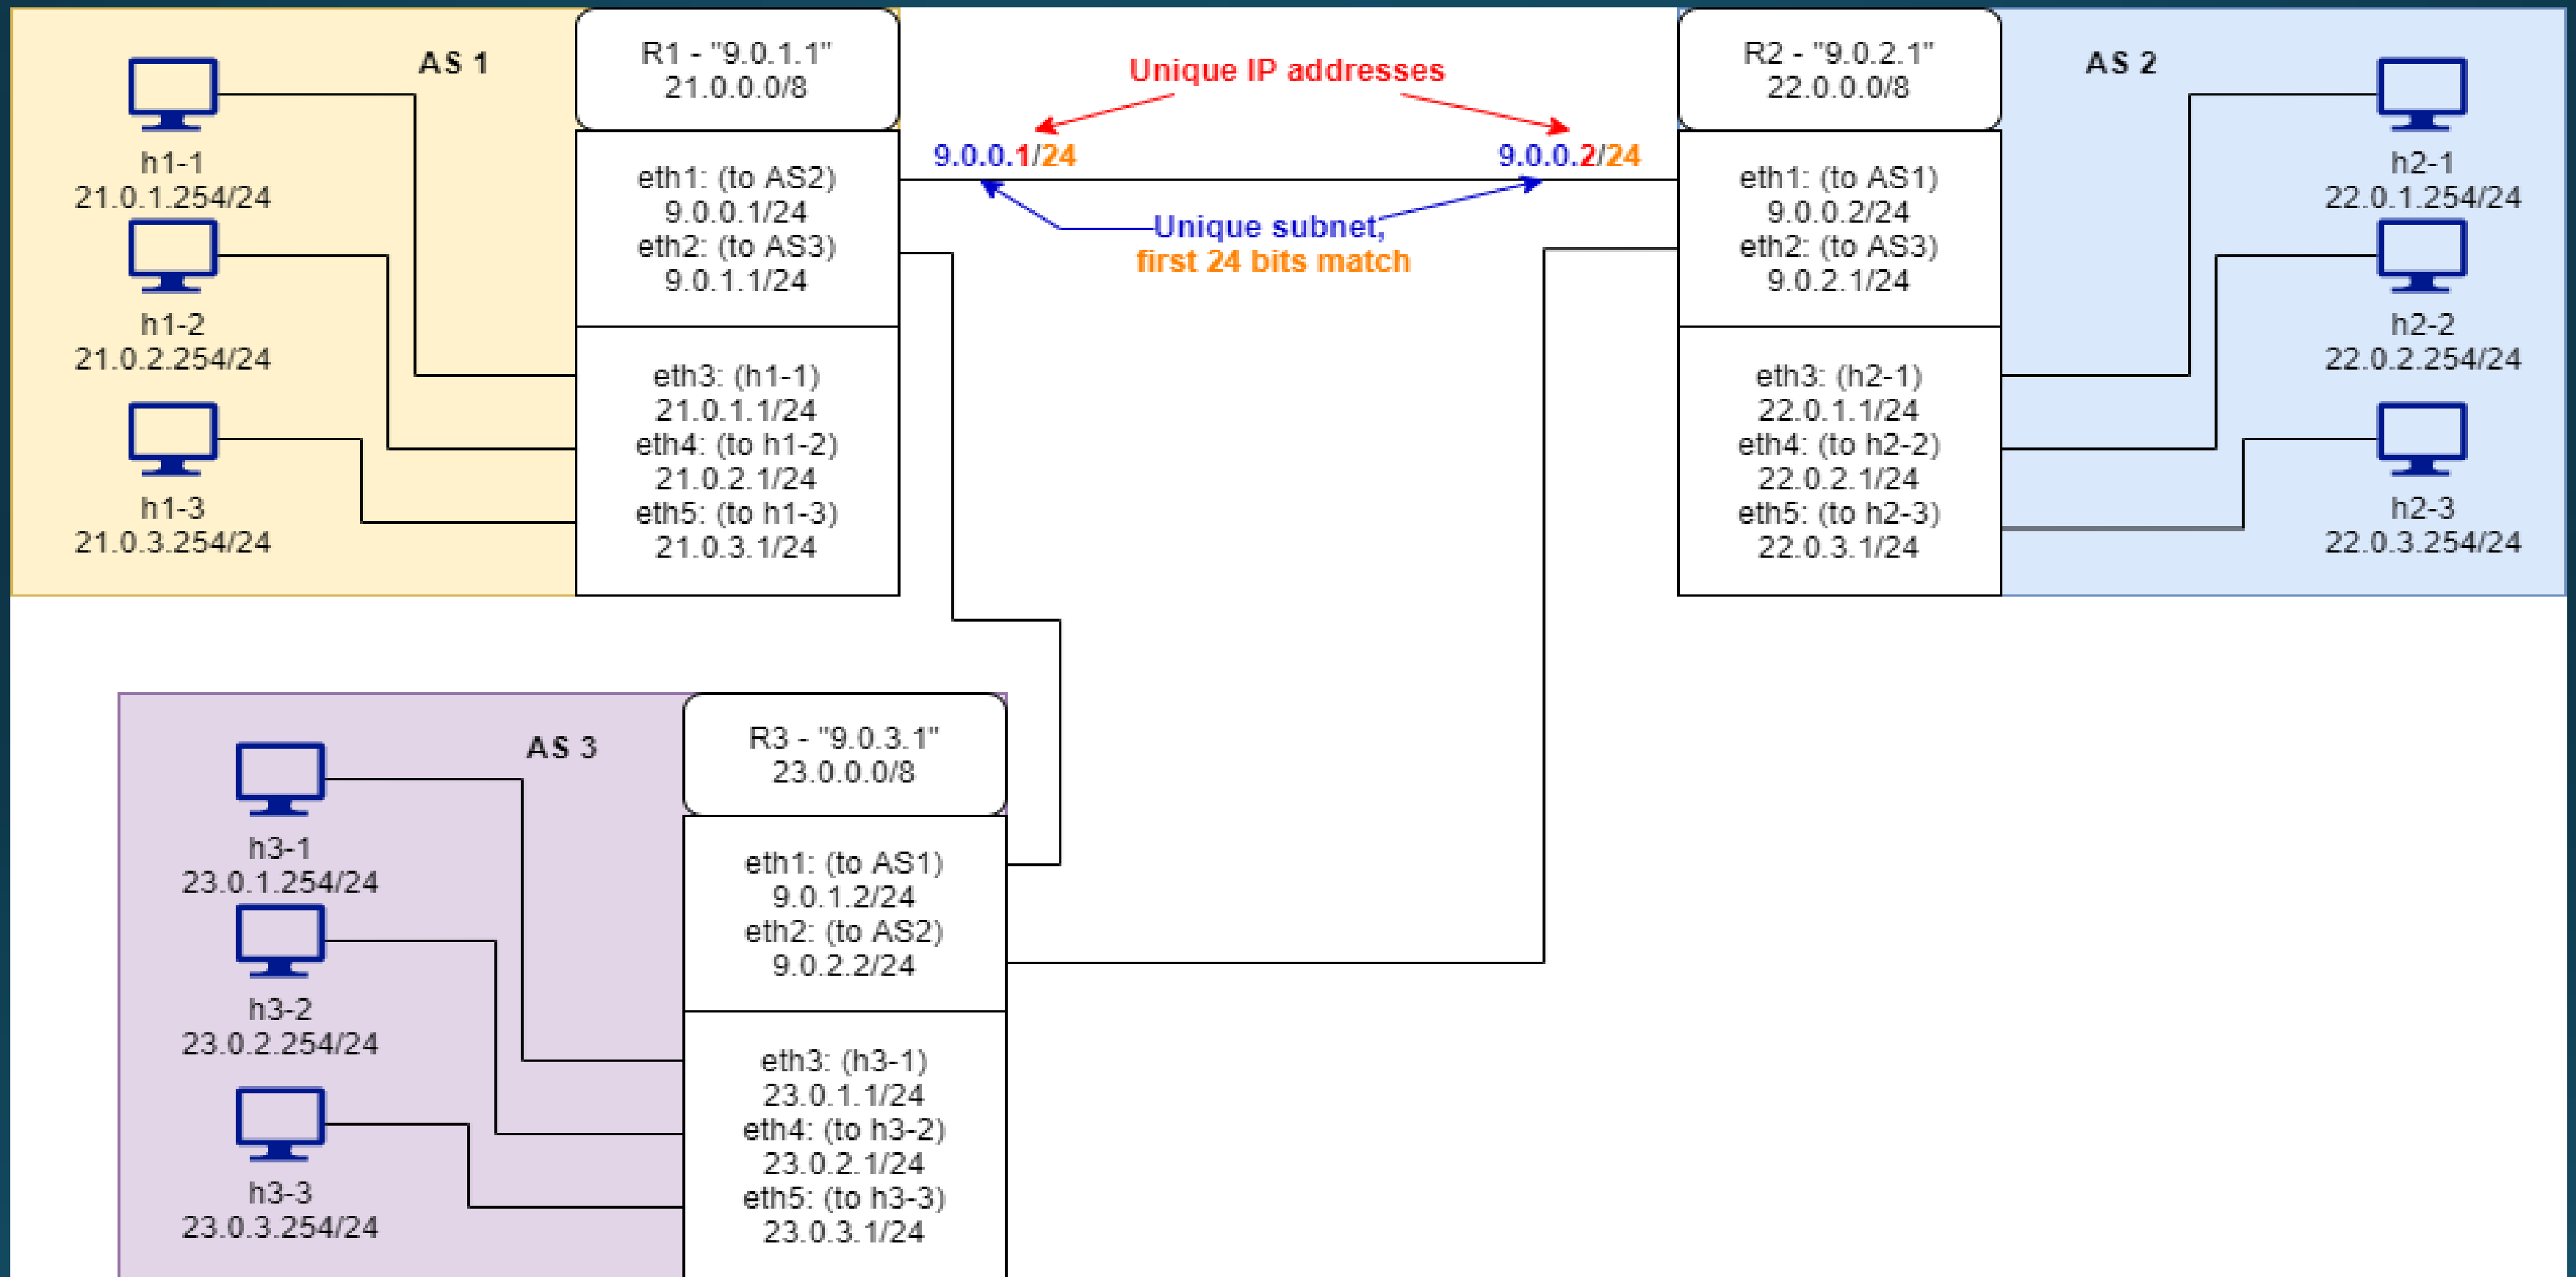 AS 1
h1-1
21.0.1.254/24
h1-2
21.0.2.254/24
h1-3
21.0.3.254/24
R1 - "9.0.1.1"
21.0.0.0/8
eth1: (to AS2)
9.0.0.1/24
eth2: (to AS3)
9.0.1.1/24
eth3: (h1-1)
21.0.1.1/24
eth4: (to h1-2)
21.0.2.1/24
eth5: (to h1-3)
21.0.3.1/24
Unique IP addresses
9.0.0.1/24
9.0.0.2/24
Unique subnet,
first 24 bits match
R2 - "9.0.2.1"
22.0.0.0/8
eth1: (to AS1)
9.0.0.2/24
eth2: (to AS3)
9.0.2.1/24
eth3: (h2-1)
22.0.1.1/24
eth4: (to h2-2)
22.0.2.1/24
eth5: (to h2-3)
22.0.3.1/24
AS 2
h2-1
22.0.1.254/24
h2-2
22.0.2.254/24
h2-3
22.0.3.254/24
AS 3
h3-1
23.0.1.254/24
h3-2
23.0.2.254/24
h3-3
23.0.3.254/24
R3 - "9.0.3.1"
23.0.0.0/8
eth1: (to AS1)
9.0.1.2/24
eth2: (to AS2)
9.0.2.2/24
eth3: (h3-1)
23.0.1.1/24
eth4: (to h3-2)
23.0.2.1/24
eth5: (to h3-3)
23.0.3.1/24